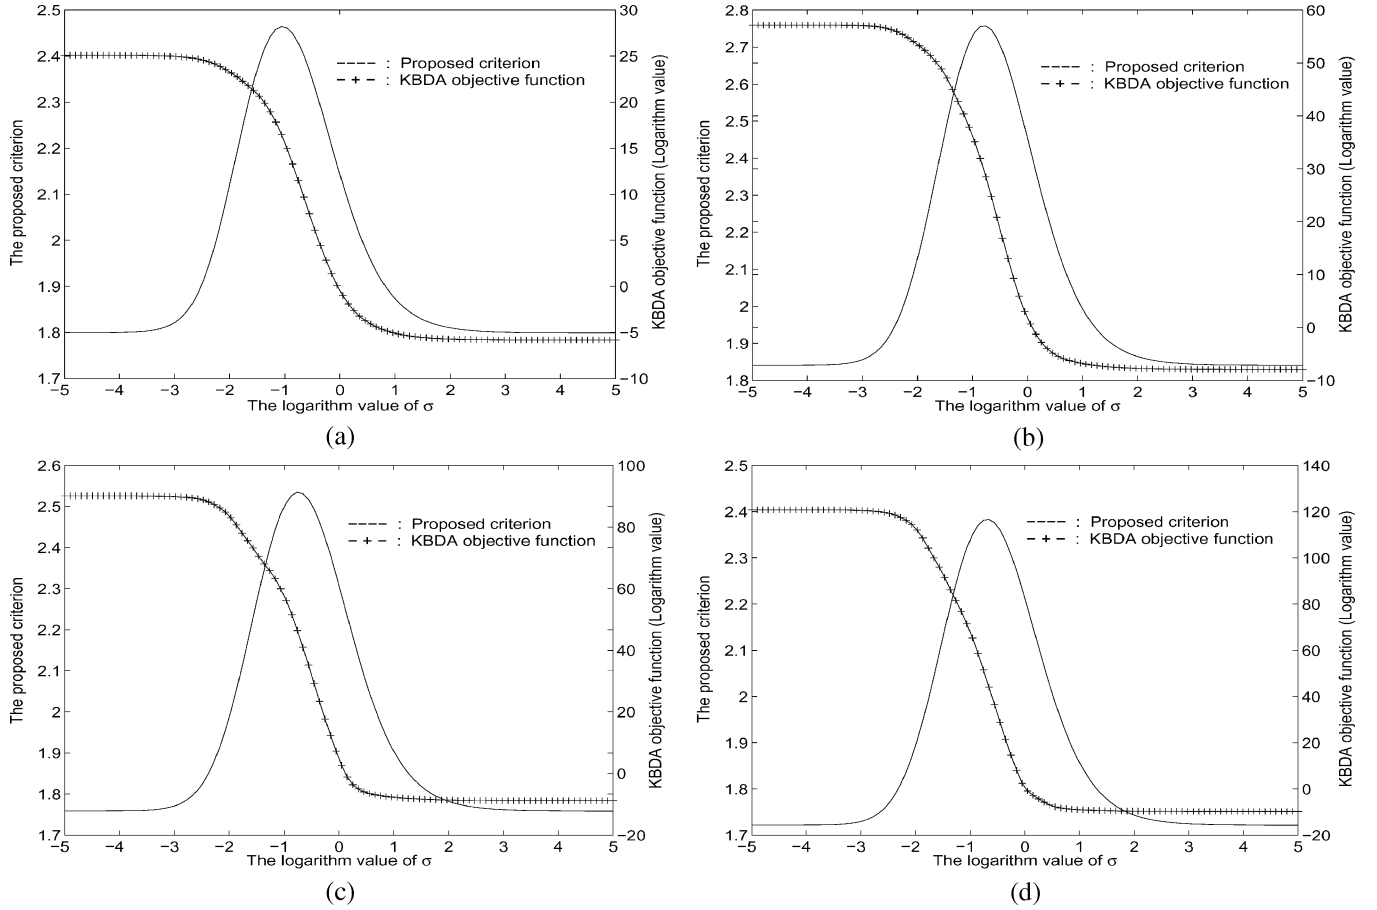 2.5
2.4
2.3
2.2
2.1
2
1.9
1.8
1.7
The proposed criterion
30
25
20
15
10
5
0
−5
−10
KBDA objective function (Logarithm value)
−−−− : Proposed criterion
− + − : KBDA objective function
−5 −4 −3 −2 −1 0 1 2 3 4 5
The logarithm value of σ
(a)
2.8
2.7
2.6
2.5
2.4
2.3
2.2
2.1
2
1.9
1.8
The proposed criterion
60
50
40
30
20
10
0
−10
KBDA objective function (Logarithm value)
−−−− : Proposed criterion
− + − : KBDA objective function
−5 −4 −3 −2 −1 0 1 2 3 4 5
The logarithm value of σ
(b)
2.6
2.5
2.4
2.3
2.2
2.1
2
1.9
1.8
1.7
The proposed criterion
100
80
60
40
20
0
−20
KBDA objective function (Logarithm value)
−−−− : Proposed criterion
− + − : KBDA objective function
−5 −4 −3 −2 −1 0 1 2 3 4 5
The logarithm value of σ
(c)
2.5
2.4
2.3
2.2
2.1
2
1.9
1.8
1.7
The proposed criterion
140
120
100
80
60
40
20
0
−20
KBDA objective function (Logarithm value)
−−−− : Proposed criterion
− + − : KBDA objective function
−5 −4 −3 −2 −1 0 1 2 3 4 5
The logarithm value of σ
(d)